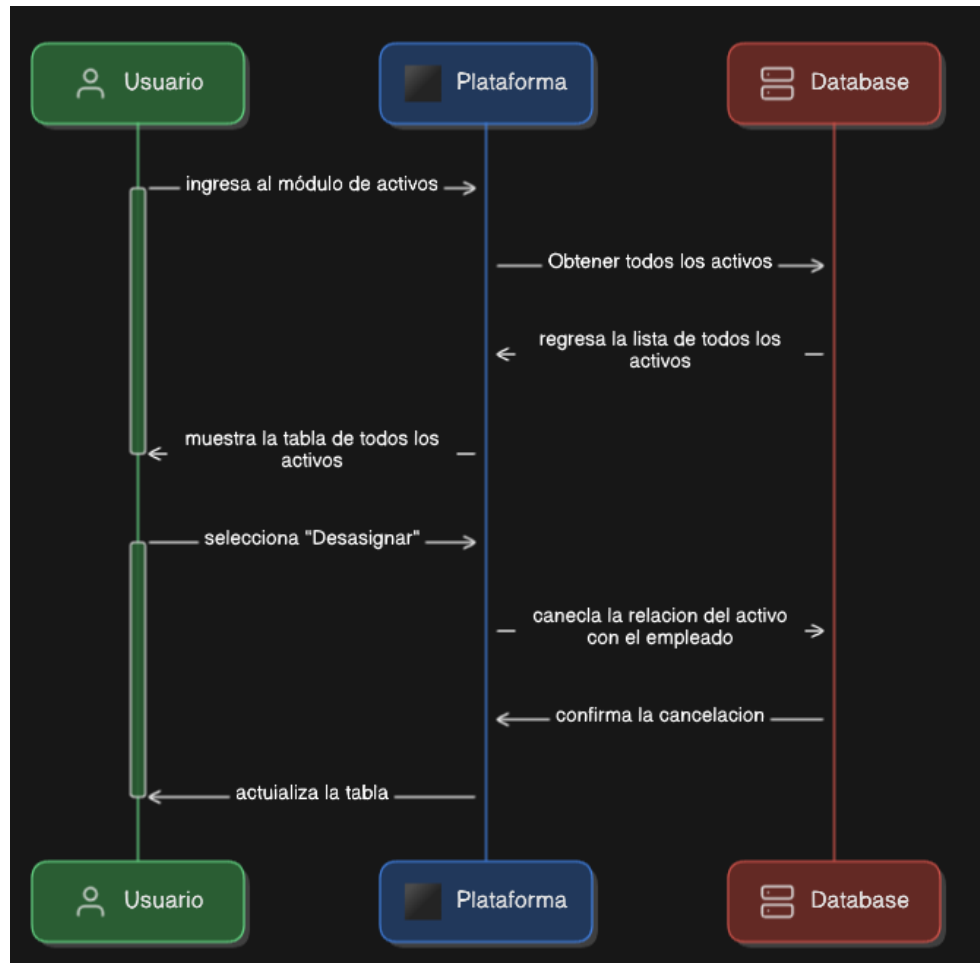 Usuario
Plataforma
Database
ingresa al módulo de activos
Obtener todos los activos
regresa la lista de todos los
activos
muestra la tabla de todos los
activos
selecciona "Desasignar"
canecla la relacion del activo
con el empleado
confirma la cancelacion
actuializa la tabla
Usuario
Plataforma
Database